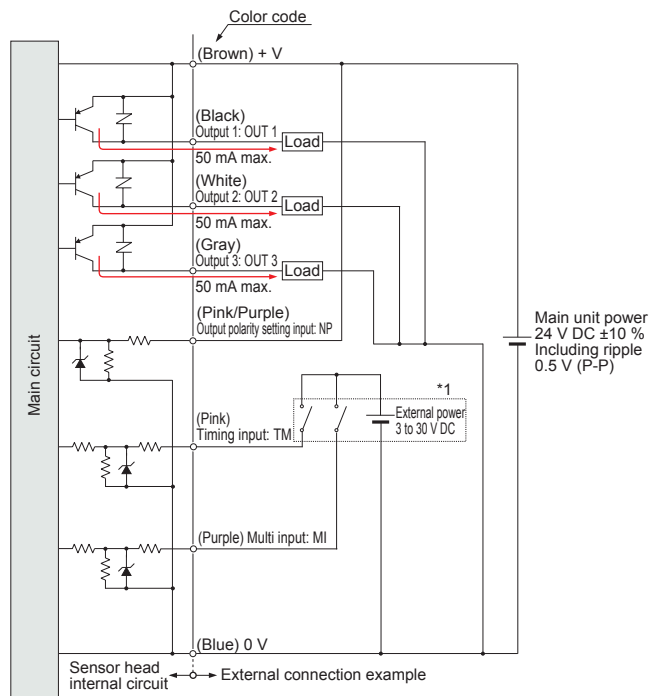 Color code
(Brown) + V
(Black)
Output 1: OUT 1
Load
50 mA max.
(White)
Output 2: OUT 2
Load
50 mA max.
(Gray)
Output 3: OUT 3
Load
50 mA max.
(Pink/Purple)
Output polarity setting input: NP
Main unit power
24 V DC ±10 %
Including ripple
0.5 V (P-P)
Main circuit
*1
External power
3 to 30 V DC
(Pink)
Timing input: TM
(Purple) Multi input: MI
(Blue) 0 V
Sensor head
internal circuit
External connection example